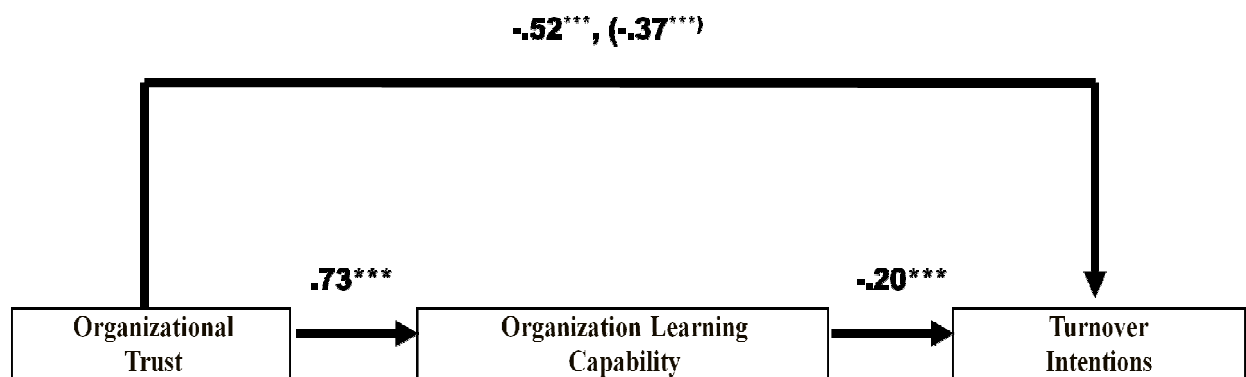 -.52***, (-.37***)
.73***
-.20***
Organizational
Trust
Organization Learning
Capability
Turnover
Intentions